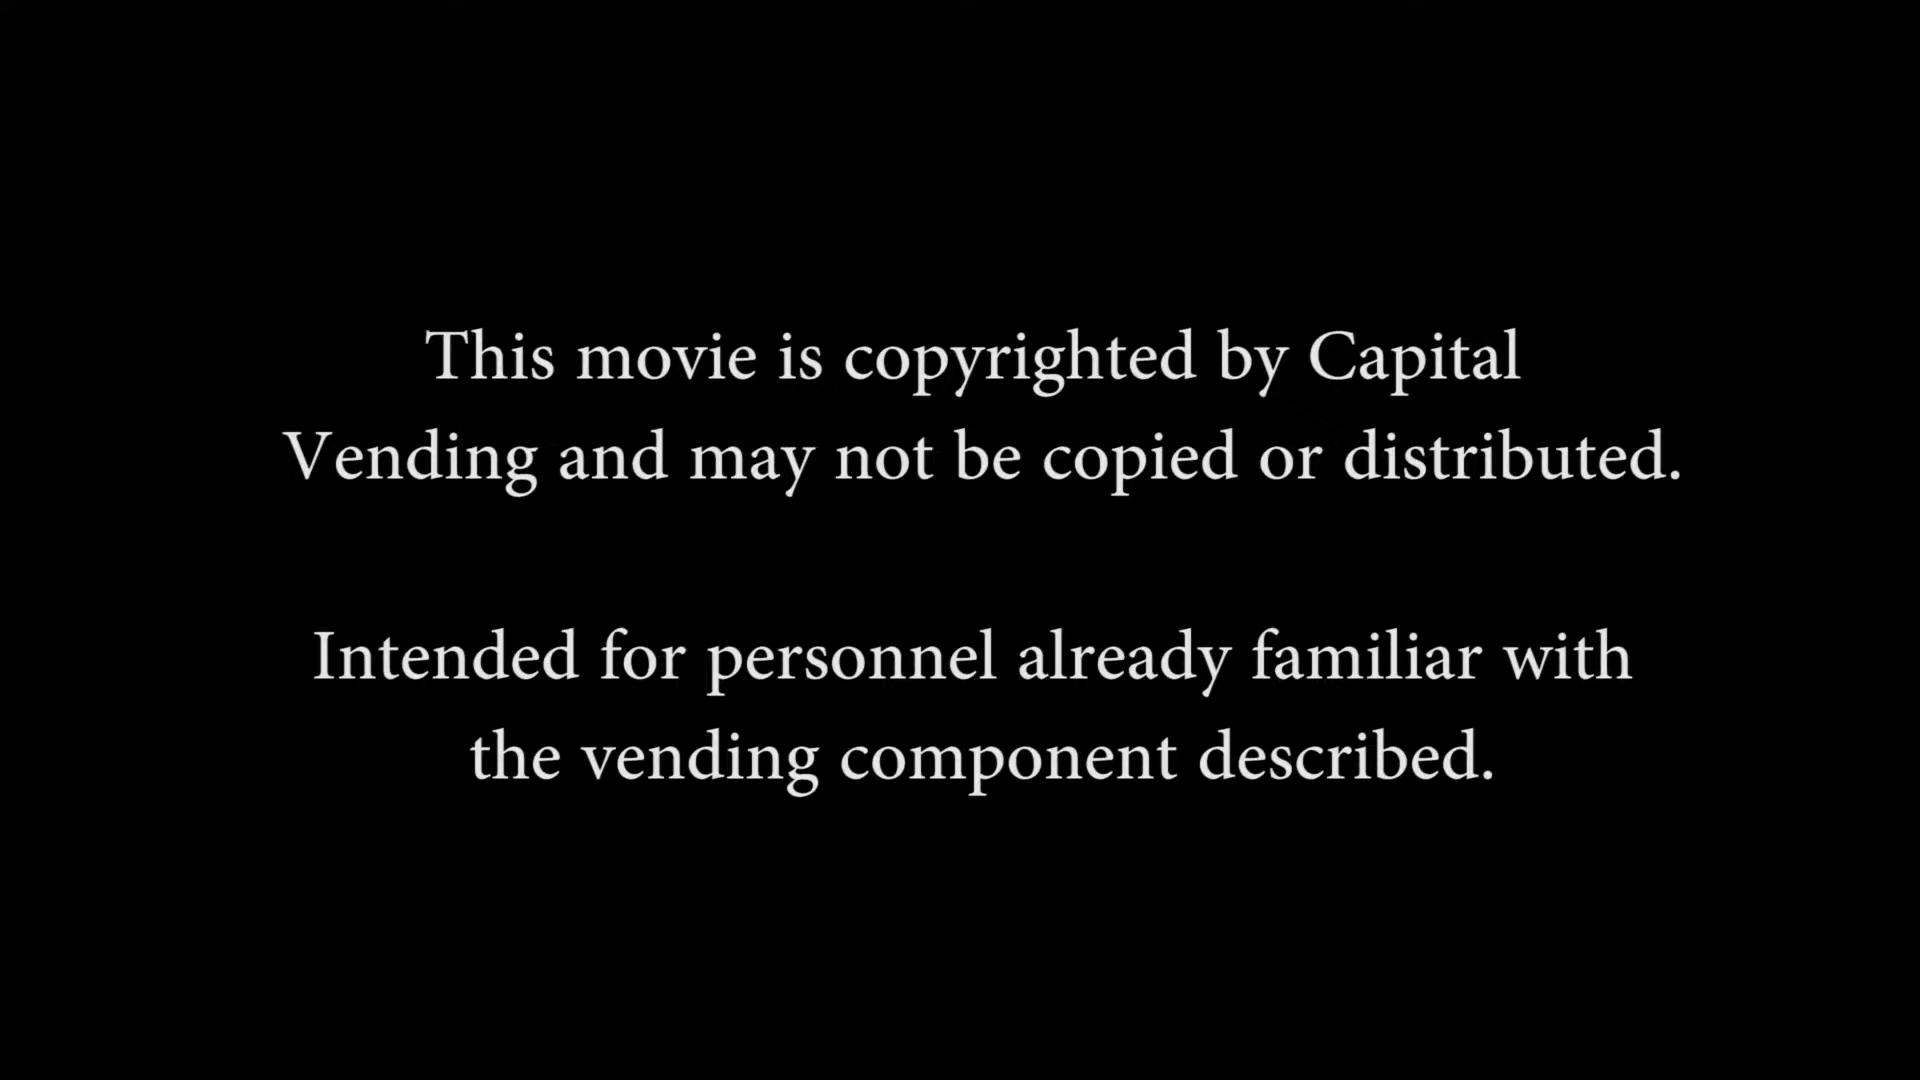 This movie is copyrighted by Capital
Vending and may not be copied or distributed.
Intended for personnel already familiar with
the vending component described.